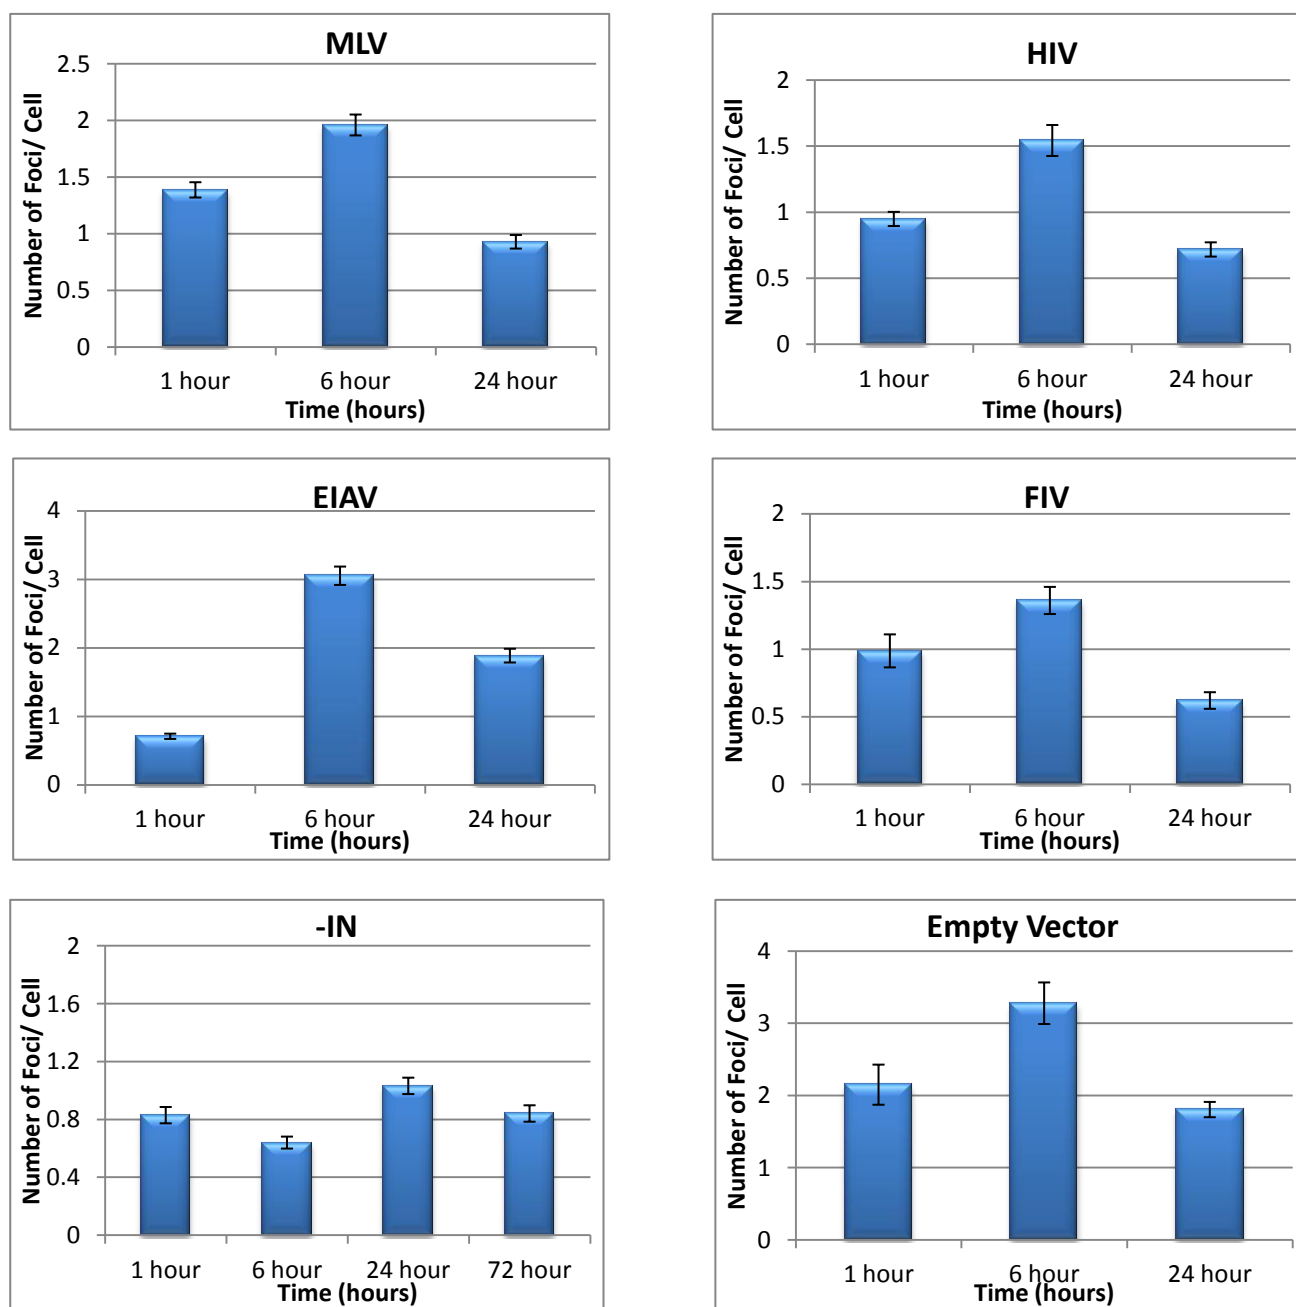 MLV
Number of Foci/ Cell
2.5
2
1.5
1
0.5
0
1 hour 6 hour 24 hour
Time (hours)
HIV
Number of Foci/ Cell
2
1.5
1
0.5
0
1 hour 6 hour 24 hour
Time (hours)
EIAV
Number of Foci/ Cell
4
3
2
1
0
1 hour 6 hour 24 hour
Time (hours)
FIV
Number of Foci/ Cell
2
1.5
1
0.5
0
1 hour 6 hour 24 hour
Time (hours)
-IN
Number of Foci/ Cell
2
1.6
1.2
0.8
0.4
0
1 hour 6 hour 24 hour 72 hour
Time (hours)
Empty Vector
Number of Foci/ Cell
4
3
2
1
0
1 hour 6 hour 24 hour
Time (hours)